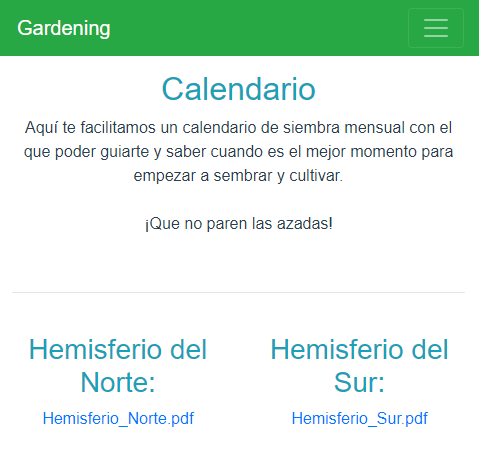 Gardening
Calendario
Aquí te facilitamos un calendario de siembra mensual con el
que poder guiarte y saber cuando es el mejor momento para
empezar a sembrar y cultivar.
¡Que no paren las azadas!
Hemisferio del
Norte:
Hemisferio_Norte.pdf
Hemisferio del
Sur:
Hemisferio_Sur.pdf